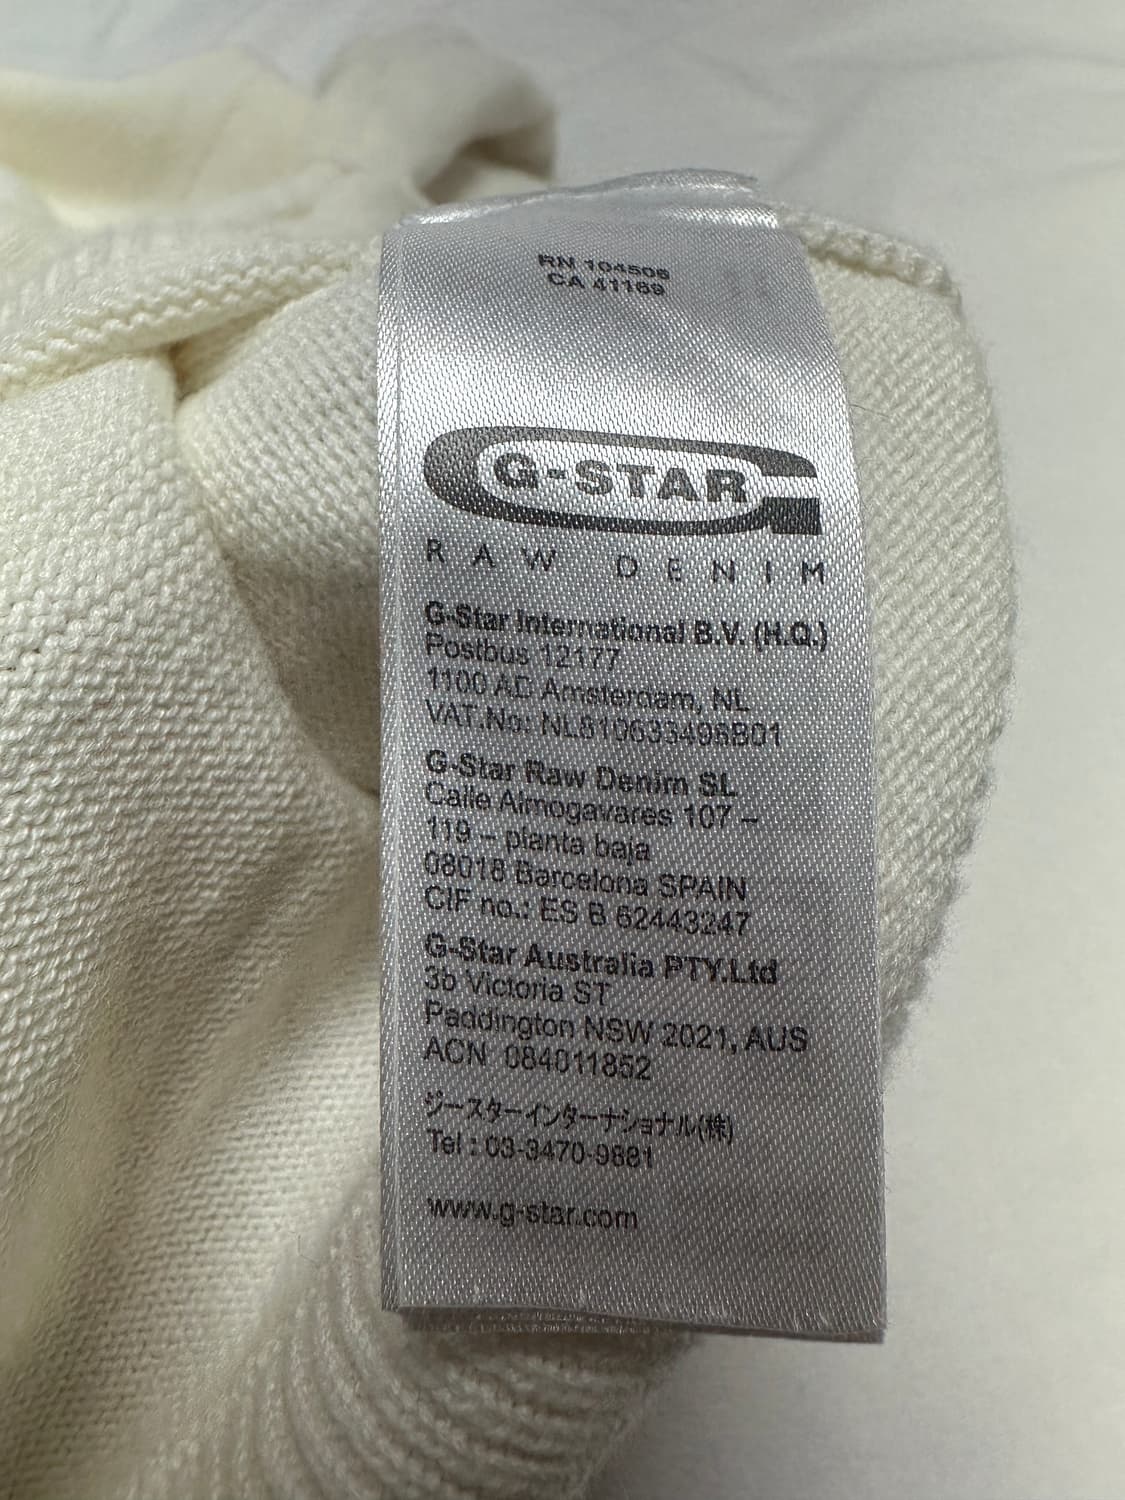 RN 104506
CA 41169
G-STAR
RAW DENIM
G-Star International B.V. (H.Q.)
Postbus 12177
1100 AD Amsterdam, NL
VAT.No: NL810633496B01
G-Star Raw Denim SL
Calle Almogavares 107 –
119 – planta baja
08018 Barcelona SPAIN
CIF no.: ES B 62443247
G-Star Australia PTY.Ltd
3b Victoria ST
Paddington NSW 2021, AUS
ACN 084011852
ジースターインターナショナル(株)
Tel : 03-3470-9881
www.g-star.com